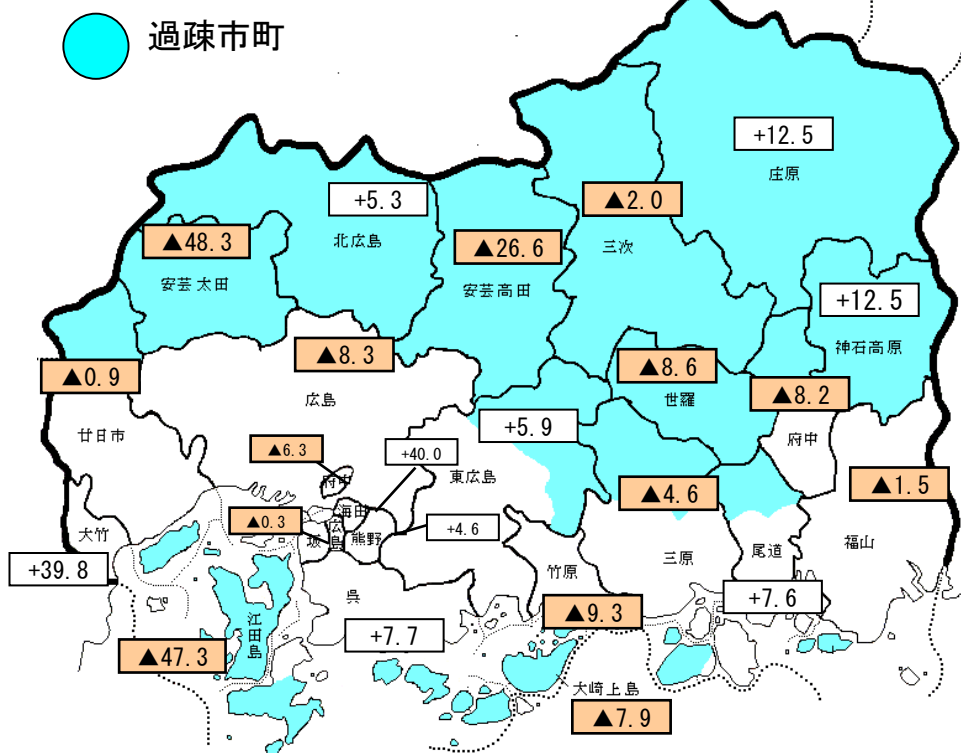 過疎市町
+12.5
庄原
+5.3
北広島
▲2.0
三次
▲48.3
安芸太田
▲26.6
安芸高田
+12.5
神石高原
▲8.3
広島
▲0.9
廿日市
▲8.6
世羅
▲8.2
府中
+5.9
東広島
▲6.3
府中
+40.0
▲4.6
三原
▲1.5
福山
▲0.3
坂
広島
海田
熊野
+4.6
大竹
+39.8
竹原
尾道
+7.6
呉
+7.7
▲9.3
江田島
▲47.3
大崎上島
▲7.9